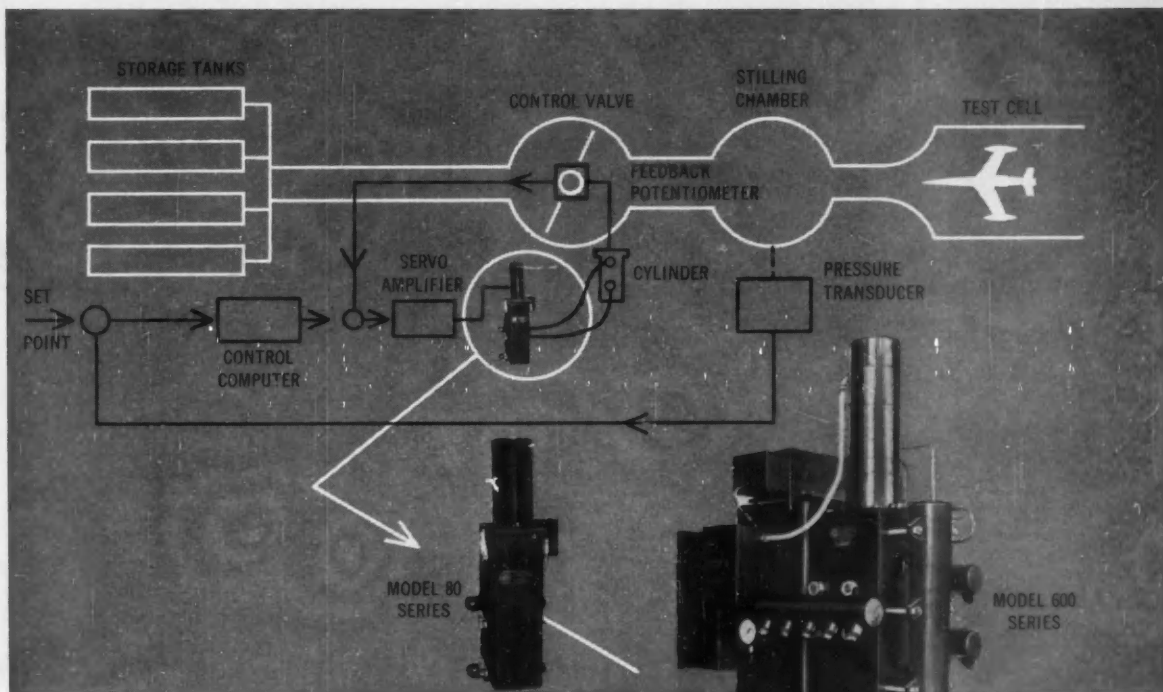 STORAGE TANKS
CONTROL VALVE
STILLING
CHAMBER
TEST CELL
FEEDBACK
POTENTIOMETER
SERVO
AMPLIFIER
CYLINDER
PRESSURE
TRANSDUCER
SET
POINT
CONTROL
COMPUTER
MODEL 80
SERIES
MODEL 600
SERIES